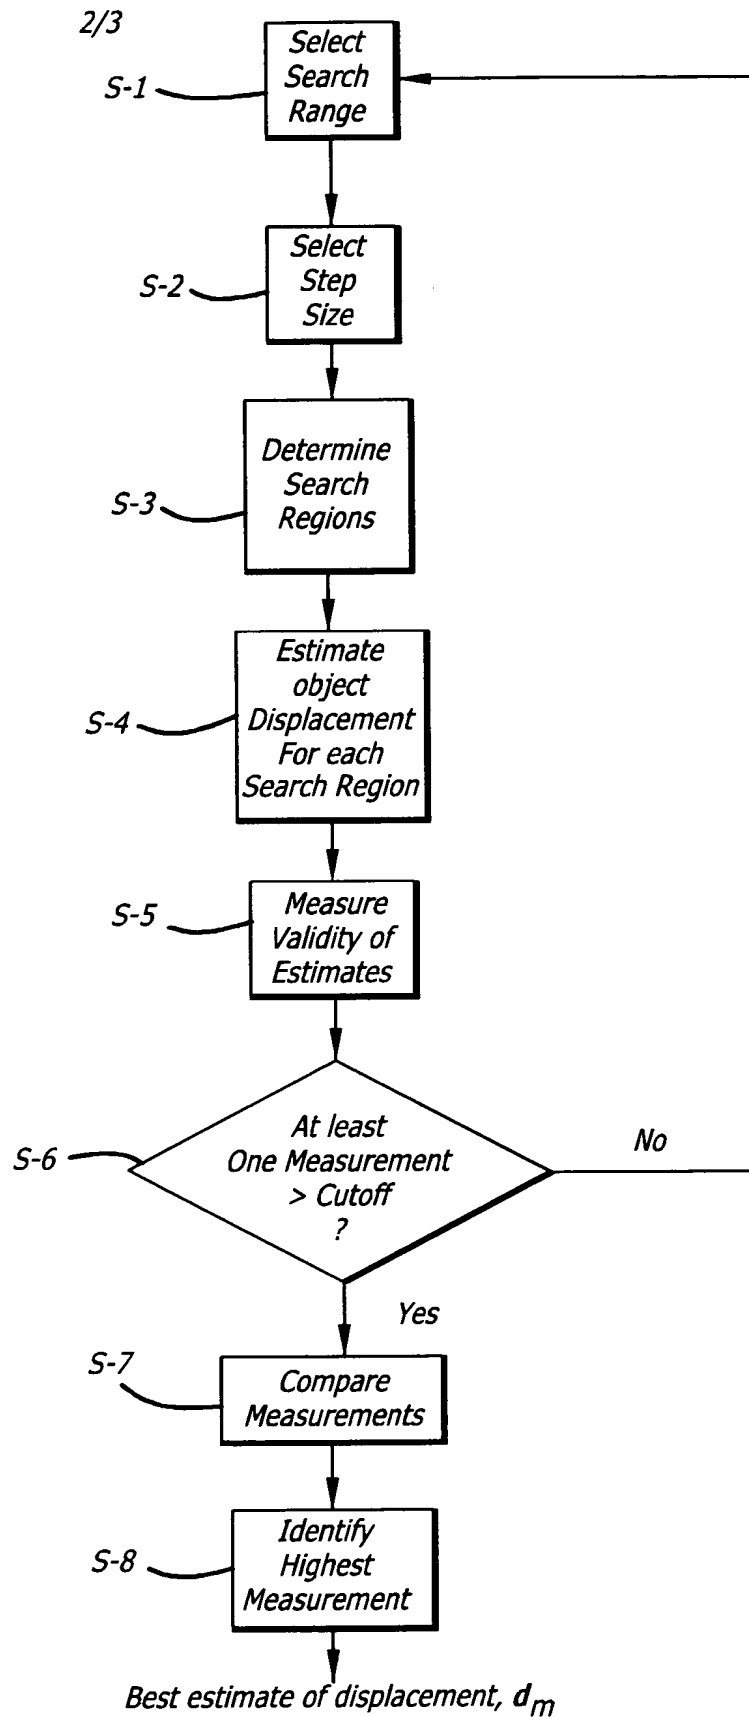 2/3
Select
Search
Range
S-1
Select
Step
Size
S-2
Determine
Search
Regions
S-3
Estimate
object
Displacement
For each
Search Region
S-4
Measure
Validity of
Estimates
S-5
At least
One Measurement
> Cutoff
?
S-6
No
Yes
S-7
Compare
Measurements
Identify
Highest
Measurement
S-8
Best estimate of displacement, dm